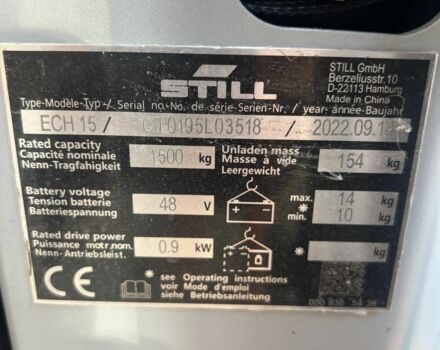 STILL
STILL GmbH
Berzeliusstr.10
D-22113 Hamburg
Made in China
Type-Modèle-Typ-/ Serial no.-No. de série-Serien-Nr./ year-année-Baujahr
ECH 15 / / 2022.09.14
Rated capacity
Capacité nominale
Nenn-Tragfähigkeit
1500 kg
Unladen mass
Masse à vide
Leergewicht
154 kg
Battery voltage
Tension batterie
Batteriespannung
48 V
max. 14 kg
* min. 10 kg
Rated drive power
Puissance motr.nom.
Nenn-Antriebsleist.
0.9 kW
* kg
CE
* see Operating instructions
voir Mode d'emploi
siehe Betriebsanleitung